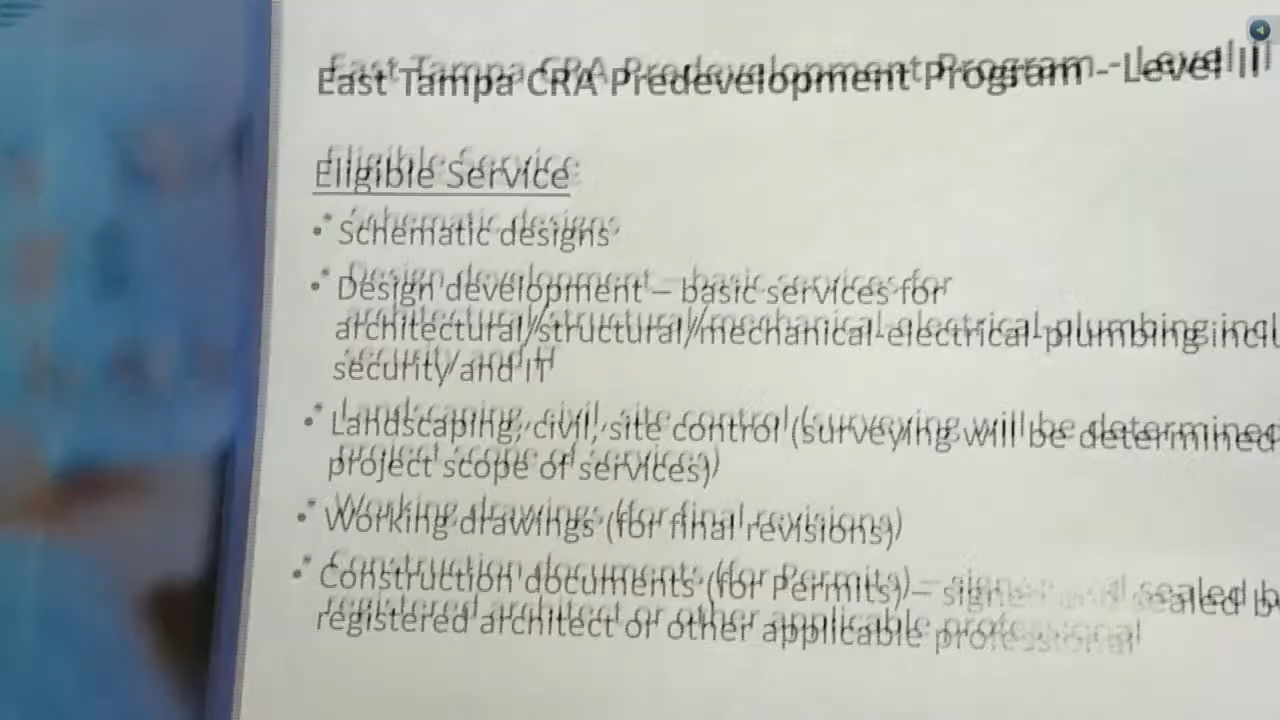 East Tampa CRA Predevelopment Program - Level II
Eligible Service
• Schematic designs
• Design development – basic services for
architectural/structural/mechanical-electrical-plumbing incl
security and IT
• Landscaping, civil, site control (surveying will be determined
project scope of services)
• Working drawings (for final revisions)
• Construction documents (for Permits) – signed and sealed b
registered architect or other applicable professional